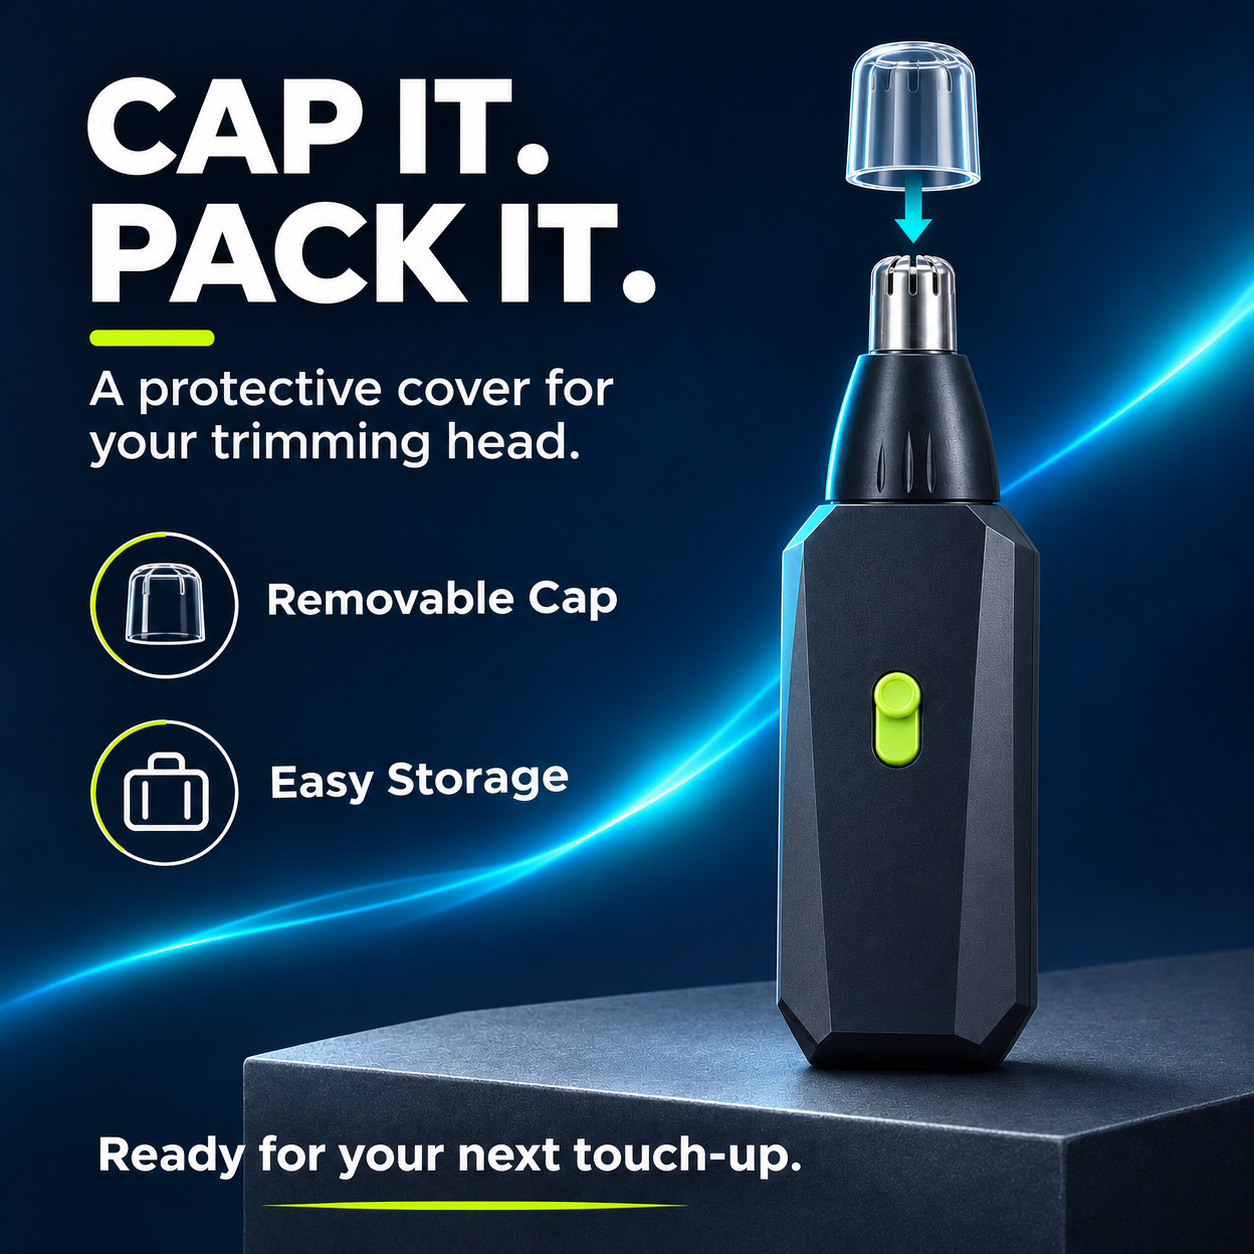 CAP IT.
PACK IT.
A protective cover for
your trimming head.
Removable Cap
Easy Storage
Ready for your next touch-up.